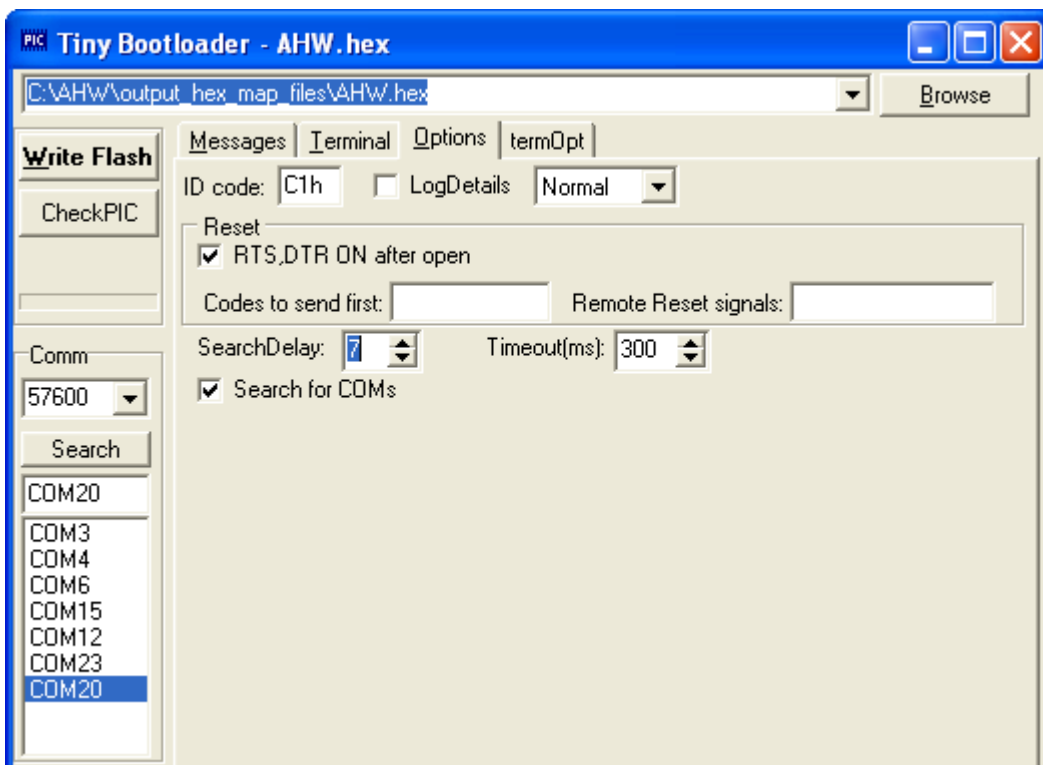 PIC Tiny Bootloader - AHW.hex
C:\AHW\output_hex_map_files\AHW.hex
Browse
Write Flash
CheckPIC
Messages Terminal Options termOpt
ID code: C1h LogDetails Normal
Reset
RTS,DTR ON after open
Codes to send first: Remote Reset signals:
SearchDelay: 7 Timeout(ms): 300
Search for COMs
Comm
57600
Search
COM20
COM3
COM4
COM6
COM15
COM12
COM23
COM20